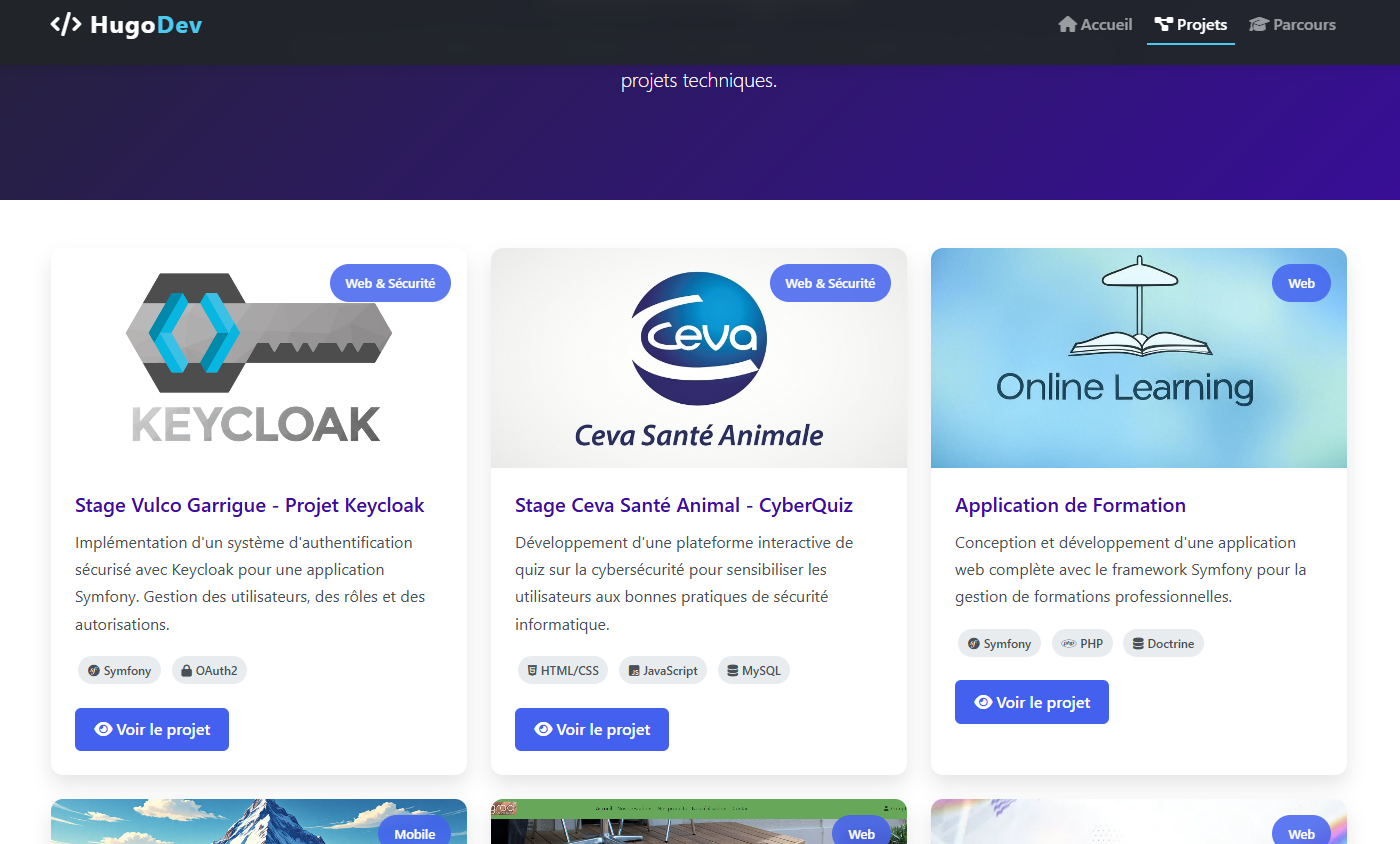 HugoDev
Accueil
Projets
Parcours
projets techniques.
Web & Sécurité
KEYCLOAK
Stage Vulco Garrigue - Projet Keycloak
Implémentation d'un système d'authentification
sécurisé avec Keycloak pour une application
Symfony. Gestion des utilisateurs, des rôles et des
autorisations.
Symfony
OAuth2
Voir le projet
Web & Sécurité
Ceva
Ceva Santé Animale
Stage Ceva Santé Animal - CyberQuiz
Développement d'une plateforme interactive de
quiz sur la cybersécurité pour sensibiliser les
utilisateurs aux bonnes pratiques de sécurité
informatique.
HTML/CSS
JavaScript
MySQL
Voir le projet
Web
Online Learning
Application de Formation
Conception et développement d'une application
web complète avec le framework Symfony pour la
gestion de formations professionnelles.
Symfony
php PHP
Doctrine
Voir le projet
Mobile
Accueil
Web
Web